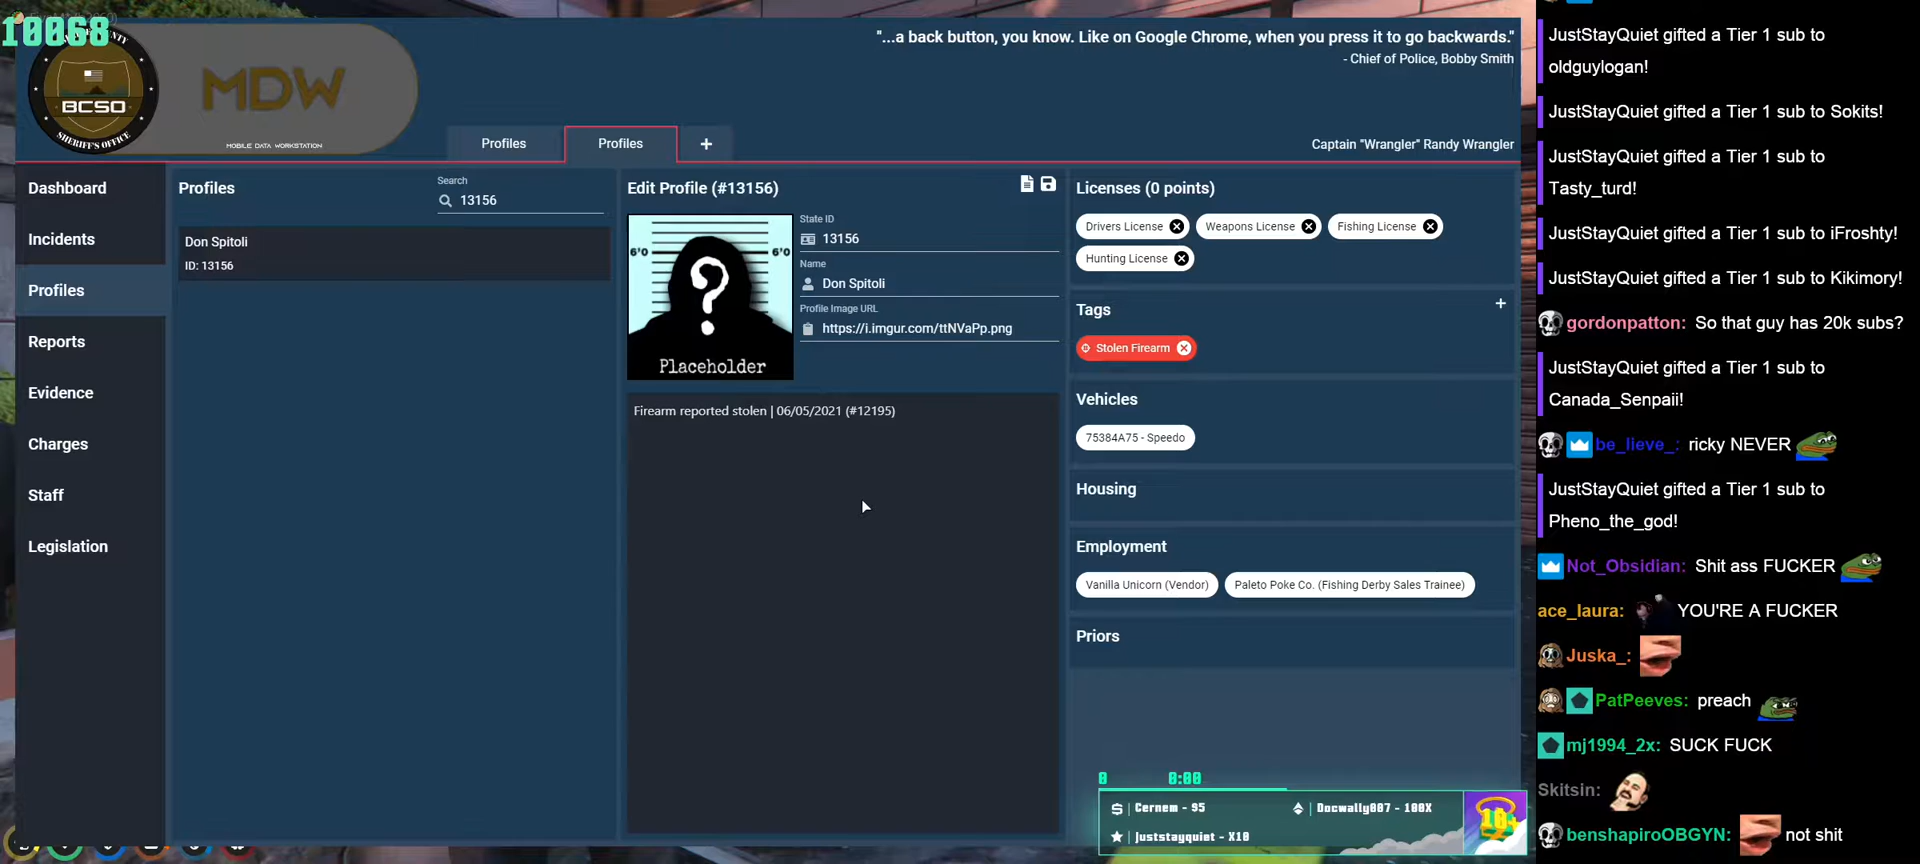 10068
COUNTY
BCSO
SHERIFF'S OFFICE
MDW
MOBILE DATA WORKSTATION
"...a back button, you know. Like on Google Chrome, when you press it to go backwards."
- Chief of Police, Bobby Smith
Profiles
Profiles
+
Captain "Wrangler" Randy Wrangler
Dashboard
Incidents
Profiles
Reports
Evidence
Charges
Staff
Legislation
Profiles
Search
13156
Don Spitoli
ID: 13156
Edit Profile (#13156)
6'0
6'0
?
Placeholder
State ID
13156
Name
Don Spitoli
Profile Image URL
https://i.imgur.com/ttNVaPp.png
Firearm reported stolen | 06/05/2021 (#12195)
Licenses (0 points)
Drivers License
Weapons License
Fishing License
Hunting License
Tags
+
Stolen Firearm
Vehicles
75384A75 - Speedo
Housing
Employment
Vanilla Unicorn (Vendor)
Paleto Poke Co. (Fishing Derby Sales Trainee)
Priors
0
0:00
Cernem - 95
Docwally007 - 100X
juststayquiet - X10
10+
JustStayQuiet gifted a Tier 1 sub to
oldguylogan!
JustStayQuiet gifted a Tier 1 sub to Sokits!
JustStayQuiet gifted a Tier 1 sub to
Tasty_turd!
JustStayQuiet gifted a Tier 1 sub to iFroshty!
JustStayQuiet gifted a Tier 1 sub to Kikimory!
gordonpatton: So that guy has 20k subs?
JustStayQuiet gifted a Tier 1 sub to
Canada_Senpaii!
be_lieve_: ricky NEVER
JustStayQuiet gifted a Tier 1 sub to
Pheno_the_god!
Not_Obsidian: Shit ass FUCKER
ace_laura: YOU'RE A FUCKER
Juska_:
PatPeeves: preach
mj1994_2x: SUCK FUCK
Skitsin:
benshapiroOBGYN: not shit